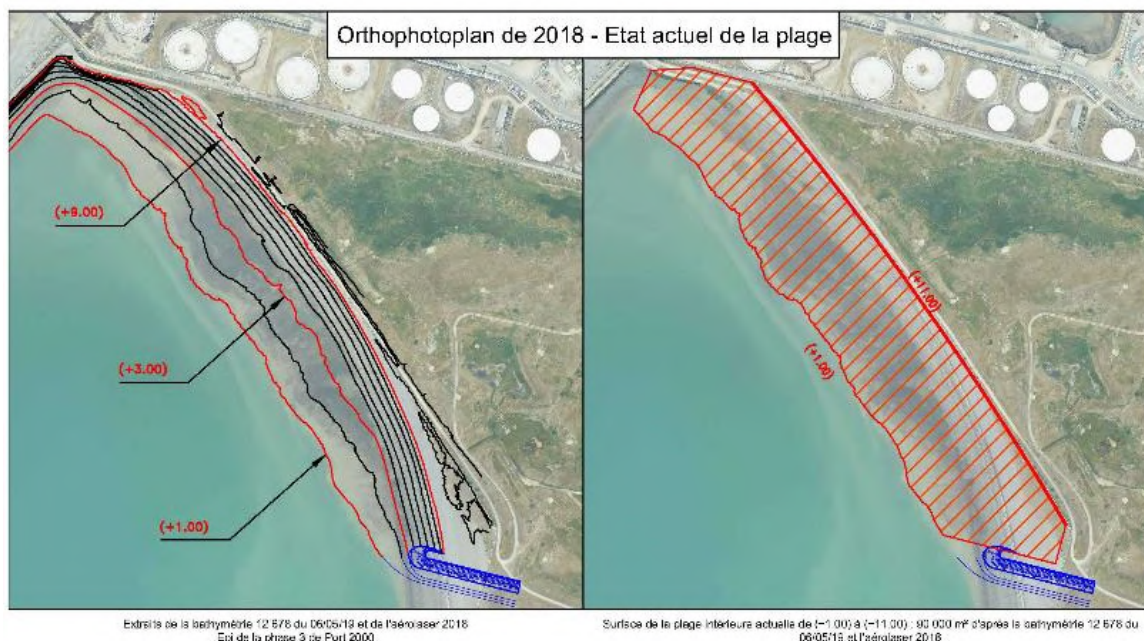 Orthophotoplan de 2018 - Etat actuel de la plage
(+9.00)
(+3.00)
(+1.00)
(+11.00)
(+1.00)
Extraits de la bathymétrie 12 678 du 06/05/19 et de l'aérolaser 2018
Epi de la phase 3 de Port 2000
Surface de la plage intérieure actuelle de (+1.00) à (+11.00) : 90 000 m² d'après la bathymétrie 12 678 du
06/05/19 et l'aérolaser 2018